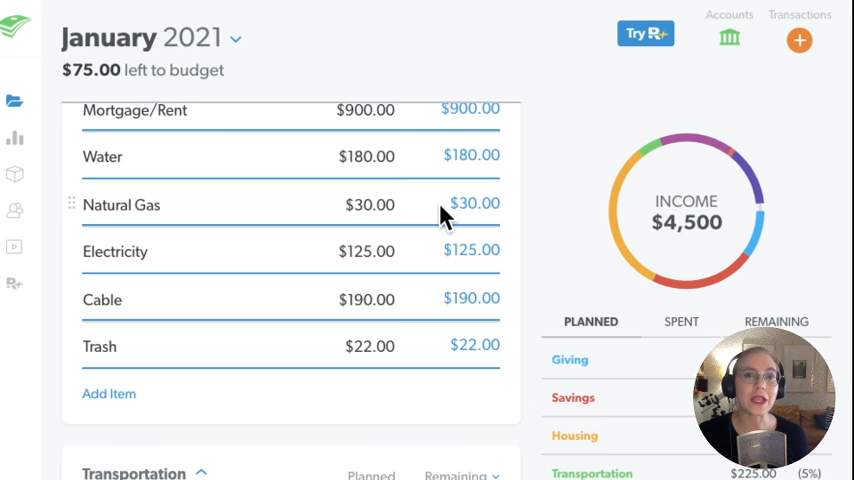 January 2021
$75.00 left to budget
Try R+
Accounts
Transactions
Mortgage/Rent $900.00 $900.00
Water $180.00 $180.00
Natural Gas $30.00 $30.00
Electricity $125.00 $125.00
Cable $190.00 $190.00
Trash $22.00 $22.00
Add Item
Transportation Planned Remaining
R+
INCOME
$4,500
PLANNED SPENT REMAINING
Giving
Savings
Housing
Transportation $225.00 (5%)